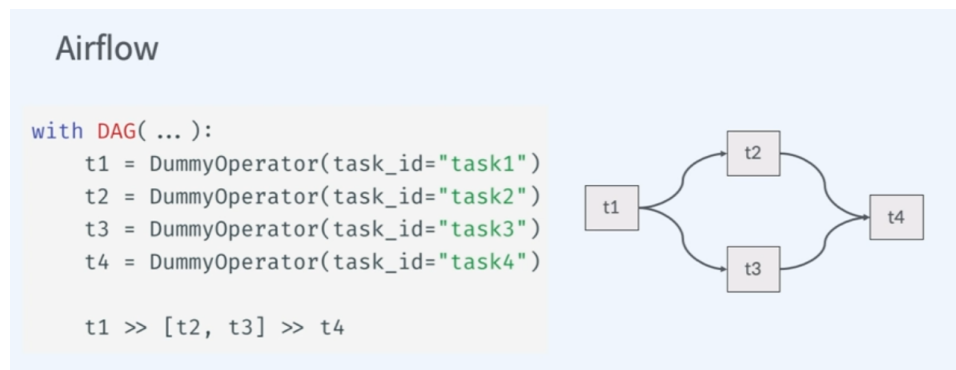 Airflow
with DAG( ... ):
    t1 = DummyOperator(task_id="task1")
    t2 = DummyOperator(task_id="task2")
    t3 = DummyOperator(task_id="task3")
    t4 = DummyOperator(task_id="task4")
    t1 >> [t2, t3] >> t4
t1
t2
t3
t4